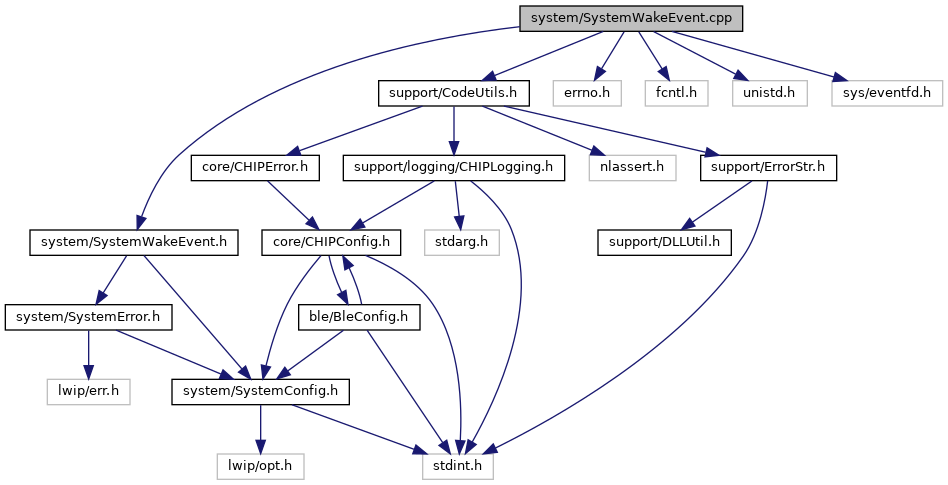 system/SystemWakeEvent.cpp
support/CodeUtils.h
errno.h
fcntl.h
unistd.h
sys/eventfd.h
core/CHIPError.h
support/logging/CHIPLogging.h
nlassert.h
support/ErrorStr.h
system/SystemWakeEvent.h
core/CHIPConfig.h
stdarg.h
support/DLLUtil.h
system/SystemError.h
ble/BleConfig.h
lwip/err.h
system/SystemConfig.h
lwip/opt.h
stdint.h